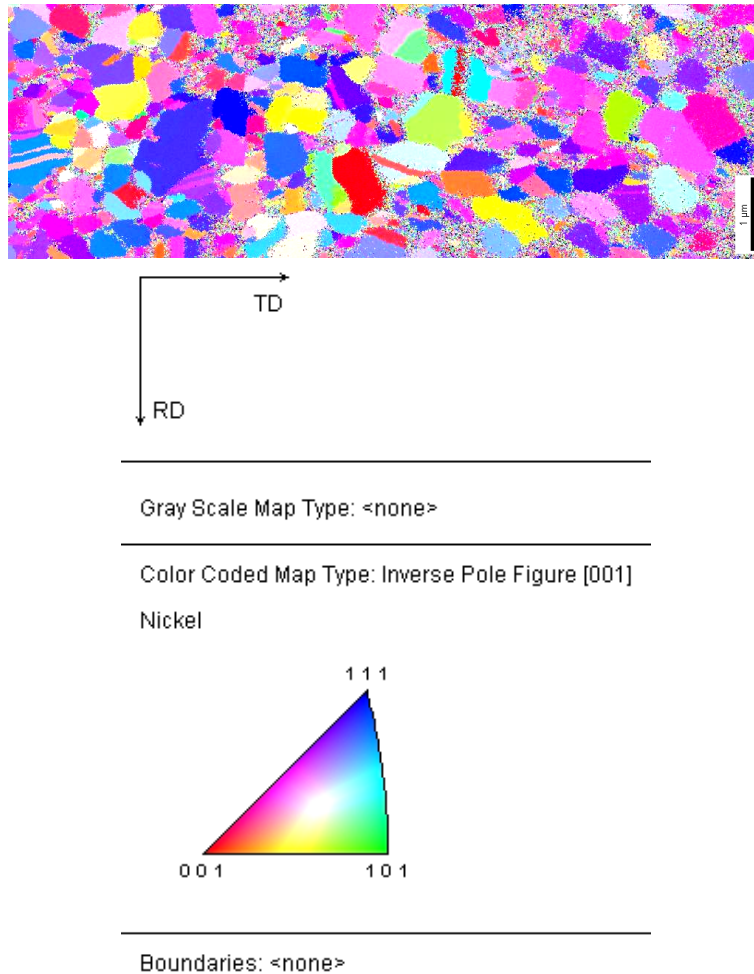 1 µm
TD
RD
Gray Scale Map Type: <none>
Color Coded Map Type: Inverse Pole Figure [001]
Nickel
1 1 1
0 0 1
1 0 1
Boundaries: <none>